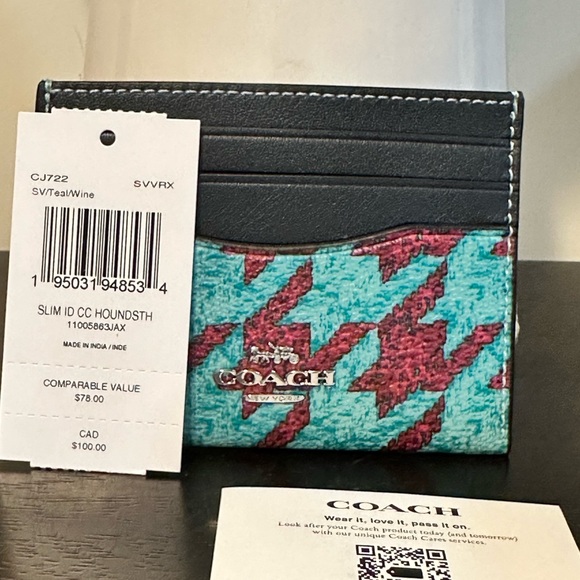 CJ722 SVVRX
SV/Teal/Wine
1 95031 94853 4
SLIM ID CC HOUNDSTH
11005863JAX
MADE IN INDIA / INDE
COMPARABLE VALUE
$78.00
CAD
$100.00
COACH
NEW YORK
COACH
Wear it, love it, pass it on.
Look after your Coach product today (and tomorrow)
with our unique Coach Cares services.